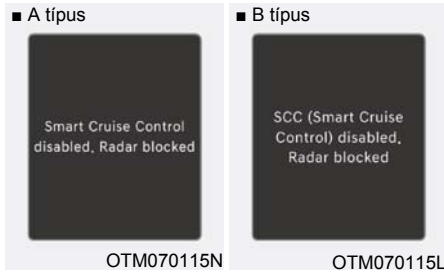 ■ A típus
Smart Cruise Control
disabled. Radar blocked
OTM070115N
■ B típus
SCC (Smart Cruise
Control) disabled.
Radar blocked
OTM070115L